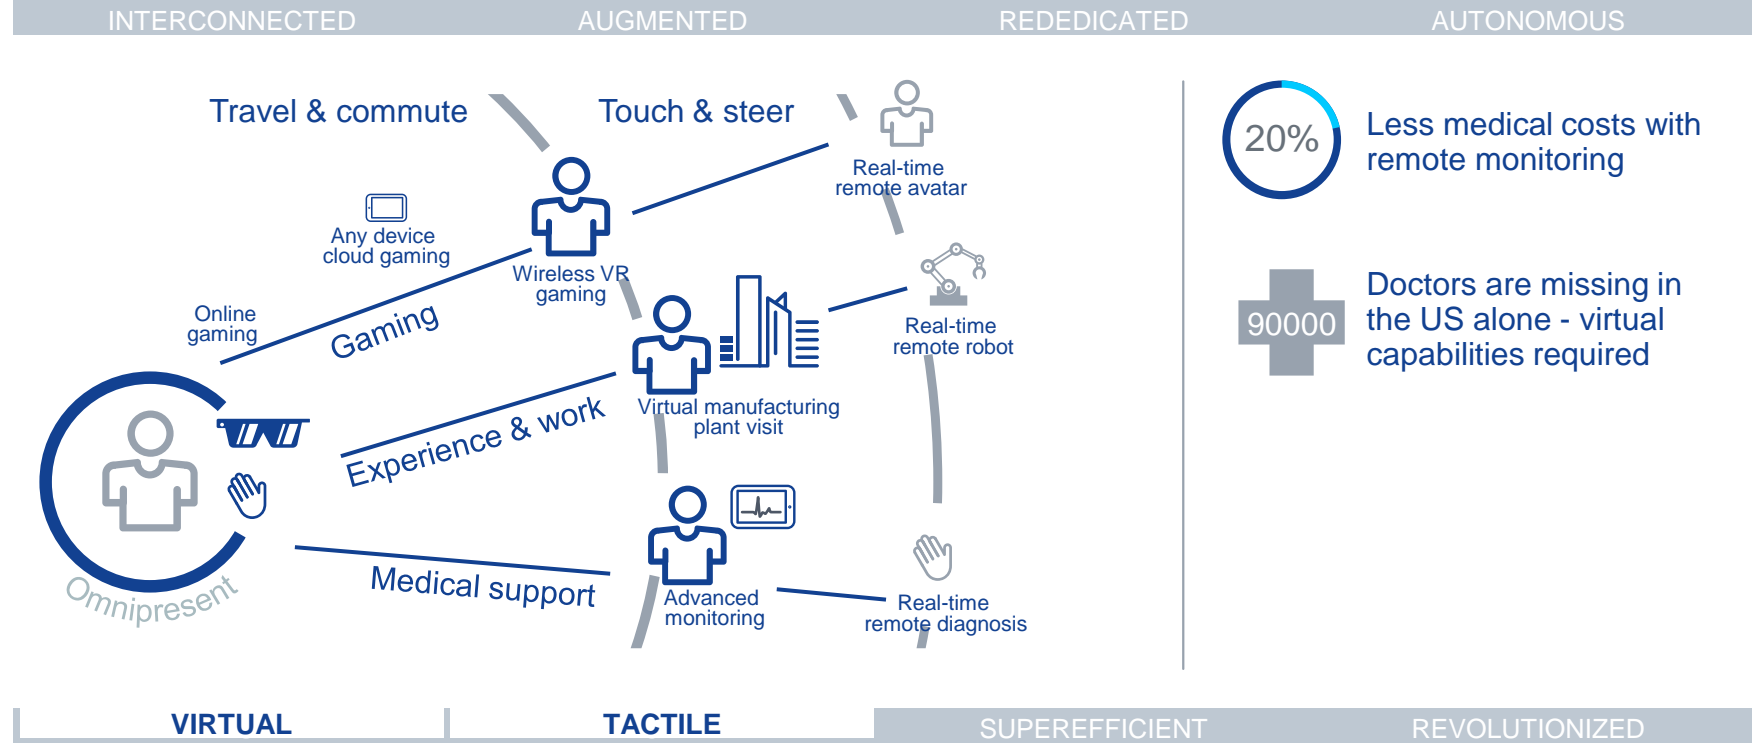 INTERCONNECTED
AUGMENTED
REDEDICATED
AUTONOMOUS
Travel & commute
Touch & steer
Real-time
remote avatar
Any device
cloud gaming
Wireless VR
gaming
Online
gaming
Gaming
Real-time
remote robot
Virtual manufacturing
plant visit
Experience & work
Omnipresent
Medical support
Advanced
monitoring
Real-time
remote diagnosis
20%
Less medical costs with
remote monitoring
90000
Doctors are missing in
the US alone - virtual
capabilities required
VIRTUAL
TACTILE
SUPEREFFICIENT
REVOLUTIONIZED